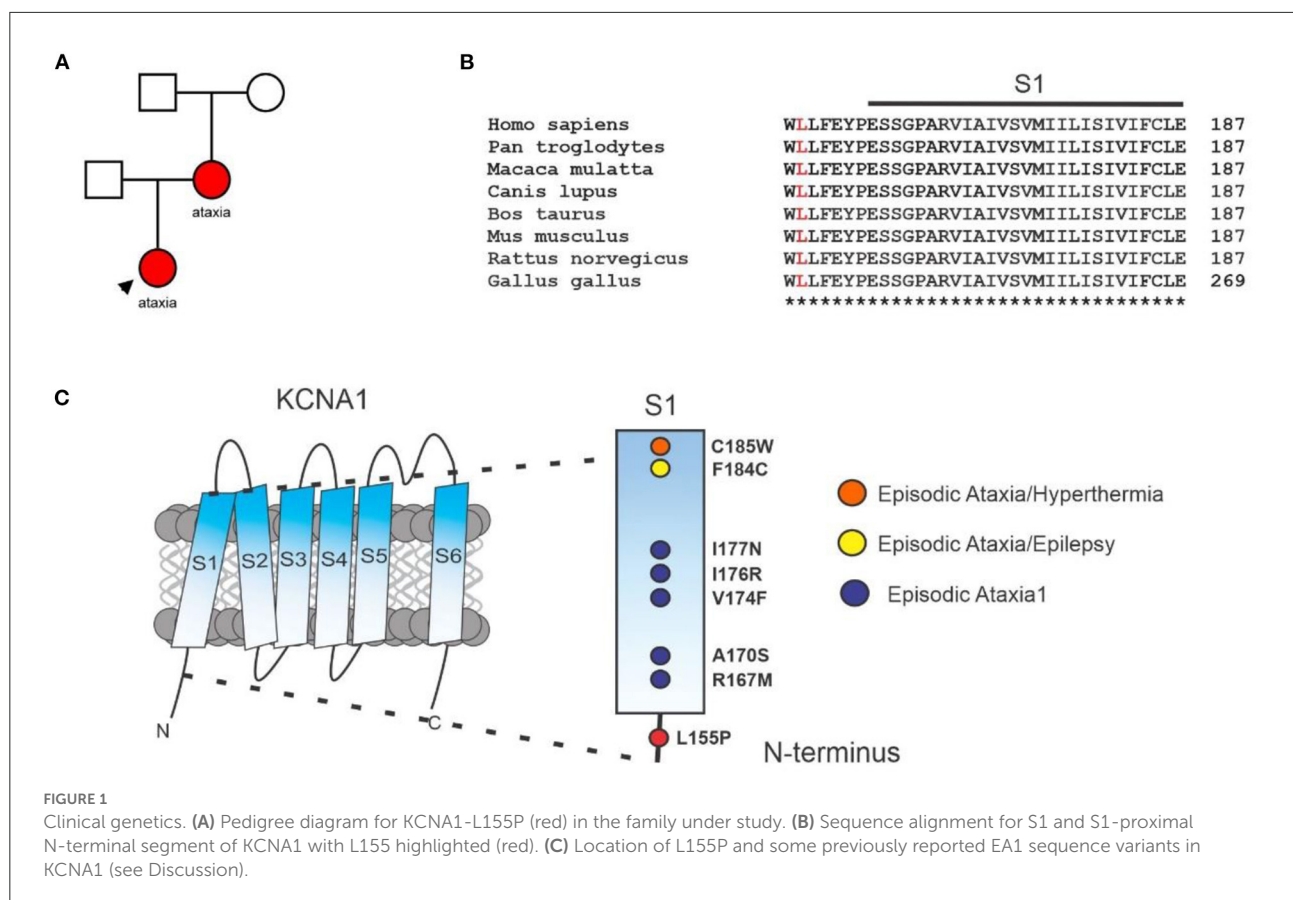 A
ataxia
ataxia
B
S1
Homo sapiens WLLFEYPESSGPARVIAIVSVMIILISIVIFCLE 187
Pan troglodytes WLLFEYPESSGPARVIAIVSVMIILISIVIFCLE 187
Macaca mulatta WLLFEYPESSGPARVIAIVSVMIILISIVIFCLE 187
Canis lupus WLLFEYPESSGPARVIAIVSVMIILISIVIFCLE 187
Bos taurus WLLFEYPESSGPARVIAIVSVMIILISIVIFCLE 187
Mus musculus WLLFEYPESSGPARVIAIVSVMIILISIVIFCLE 187
Rattus norvegicus WLLFEYPESSGPARVIAIVSVMIILISIVIFCLE 187
Gallus gallus WLLFEYPESSGPARVIAIVSVMIILISIVIFCLE 269
**********************************
C
KCNA1
S1 S2 S3 S4 S5 S6
N
C
S1
C185W
F184C
I177N
I176R
V174F
A170S
R167M
L155P
N-terminus
Episodic Ataxia/Hyperthermia
Episodic Ataxia/Epilepsy
Episodic Ataxia1
FIGURE 1
Clinical genetics. (A) Pedigree diagram for KCNA1-L155P (red) in the family under study. (B) Sequence alignment for S1 and S1-proximal
N-terminal segment of KCNA1 with L155 highlighted (red). (C) Location of L155P and some previously reported EA1 sequence variants in
KCNA1 (see Discussion).